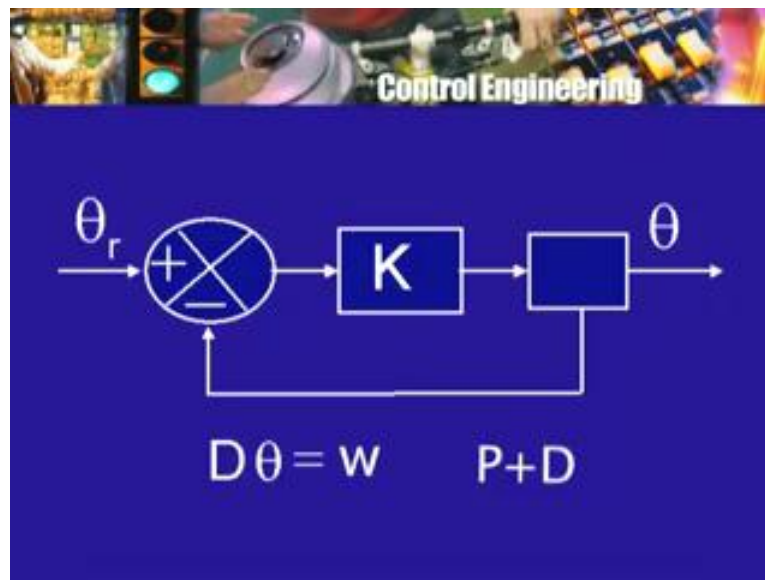 Control Engineering
θr
+
−
K
θ
Dθ = w
P+D